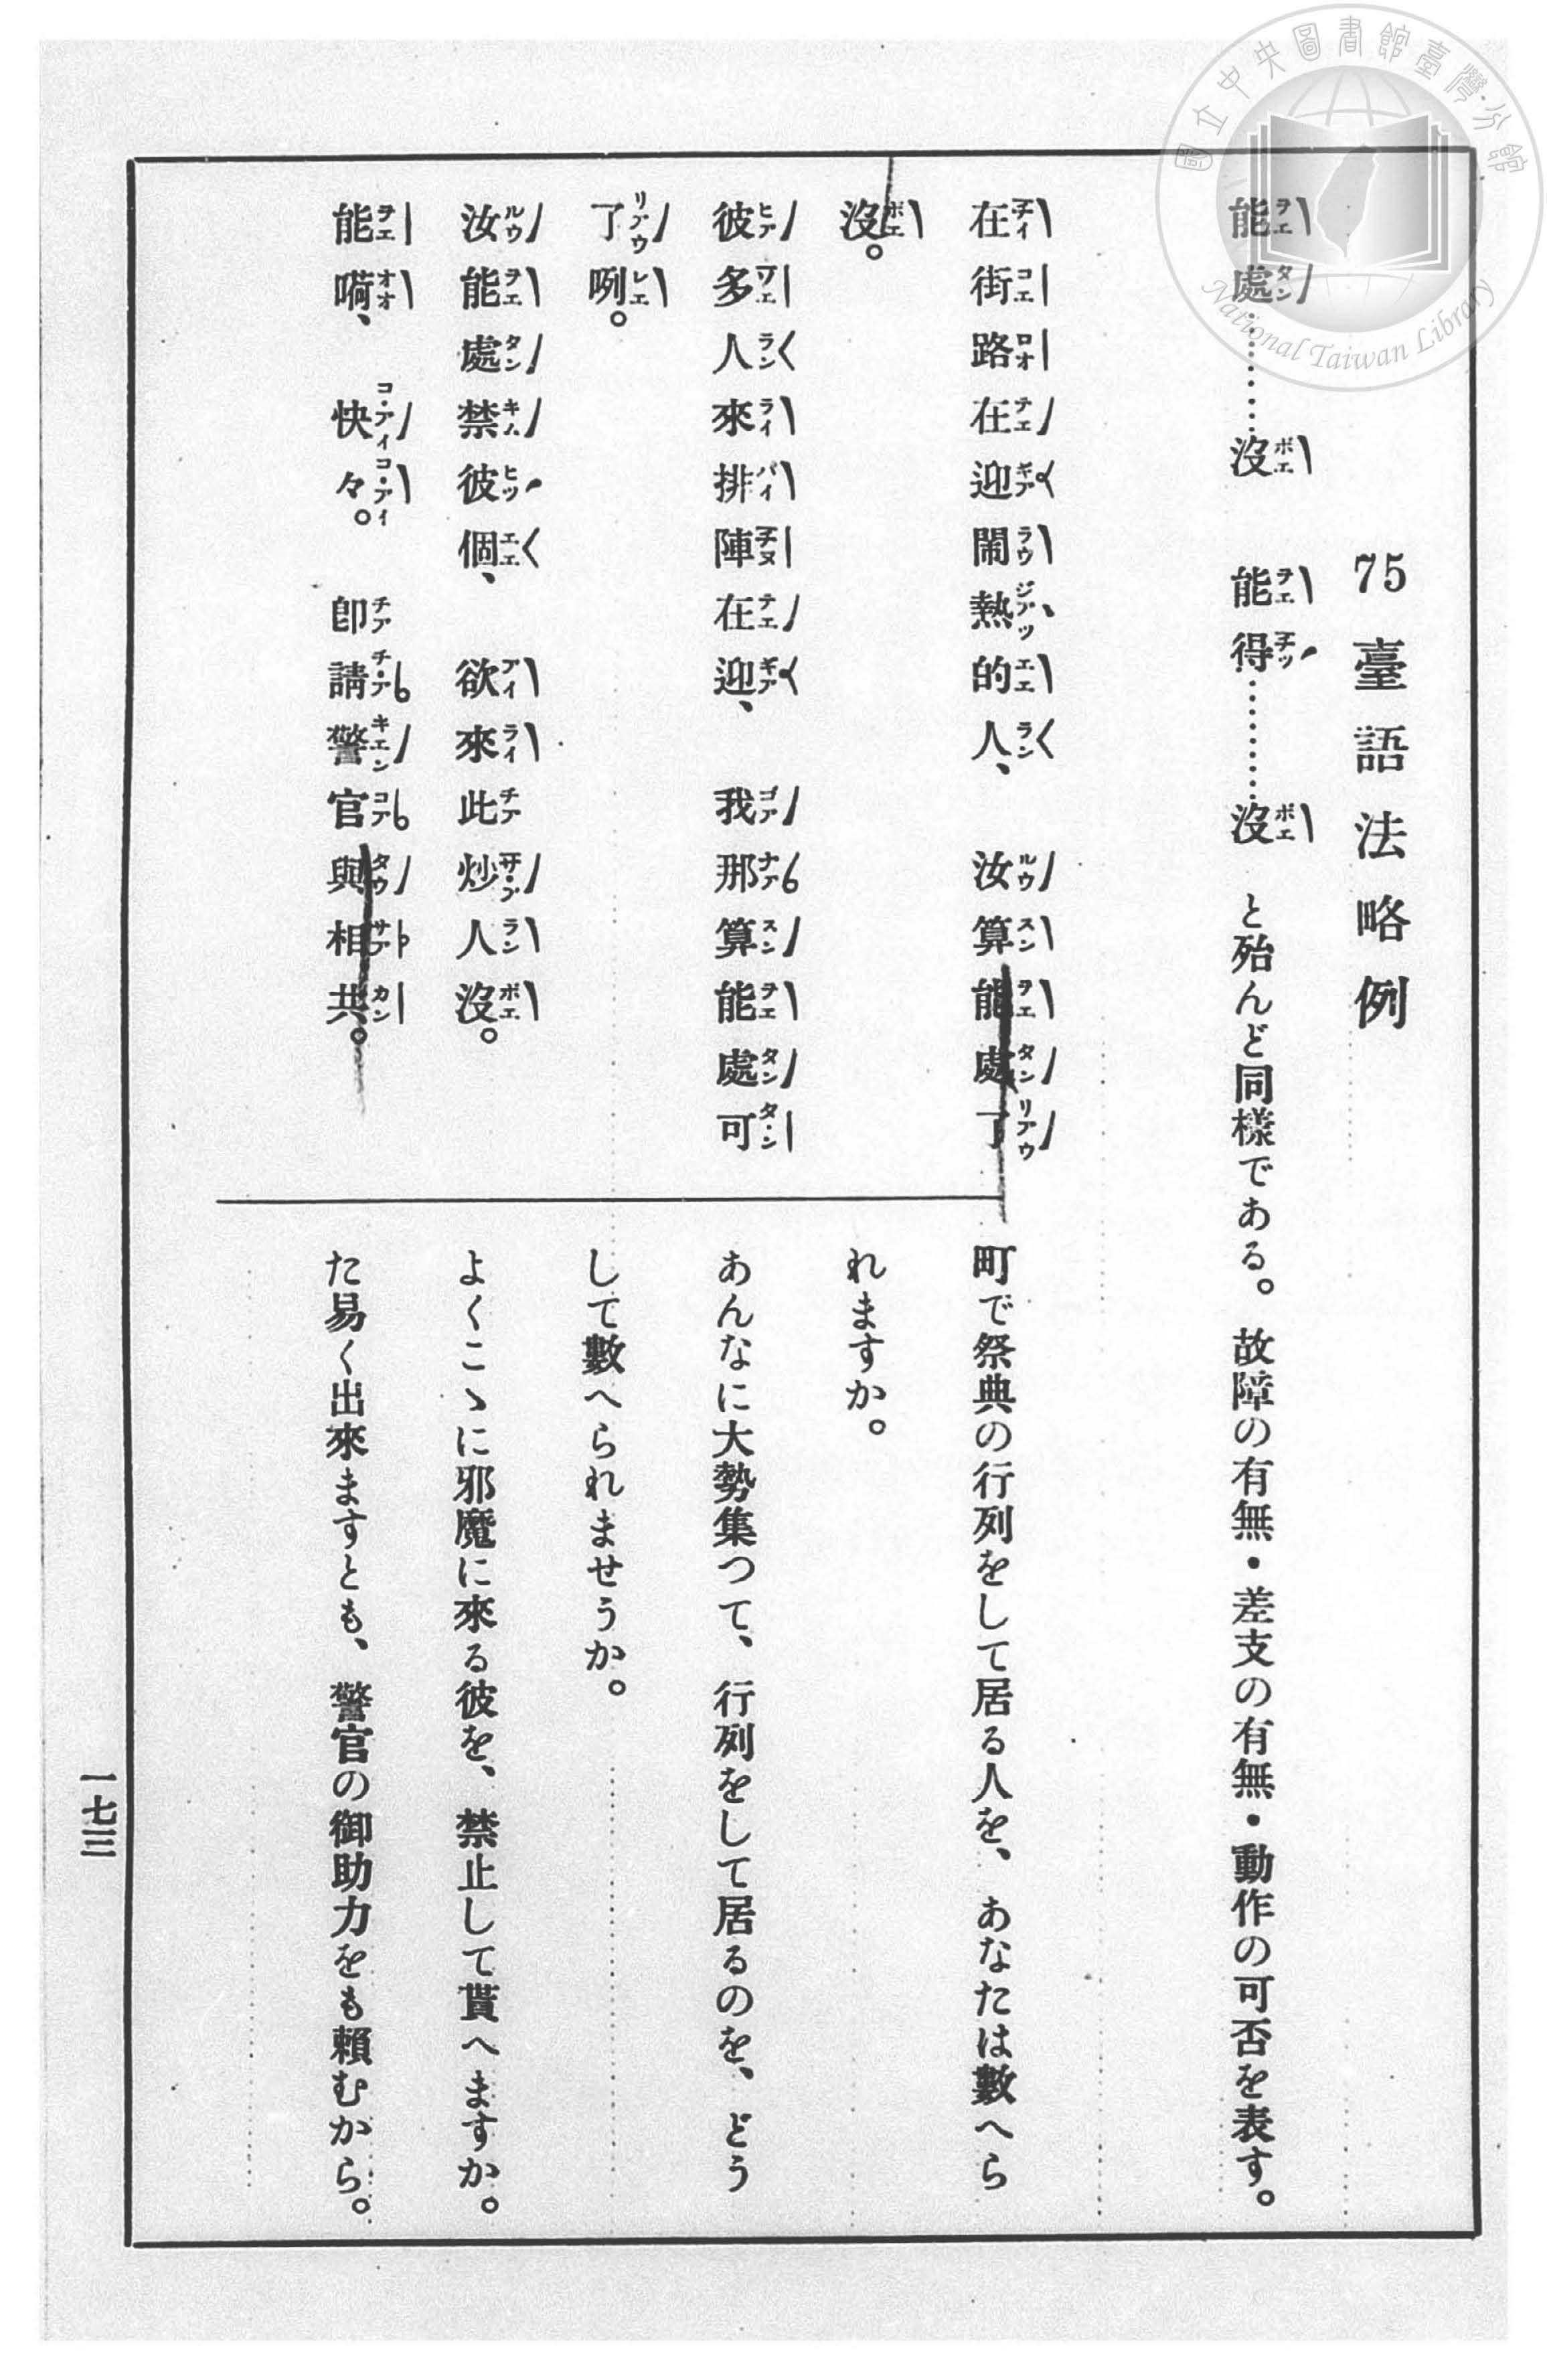 國立中央圖書館臺灣分館
National Taiwan Library
75 臺語法略例
能處………沒 能得………沒 と殆んど同樣である。故障の有無・差支の有無・動作の可否を表す。
在街路在迎鬧熱的人、汝算能處了
沒。
彼多人來排陣在迎、我那算能處可
了咧。
汝能處禁彼個、欲來此炒人沒。
能嗬、快々。卽請警官與相共。
町で祭典の行列をして居る人を、あなたは數へら
れますか。
あんなに大勢集つて、行列をして居るのを、どう
して數へられませうか。
よくこゝに邪魔に來る彼を、禁止して貰へますか。
た易く出來ますとも、警官の御助力をも賴むから。
一七三